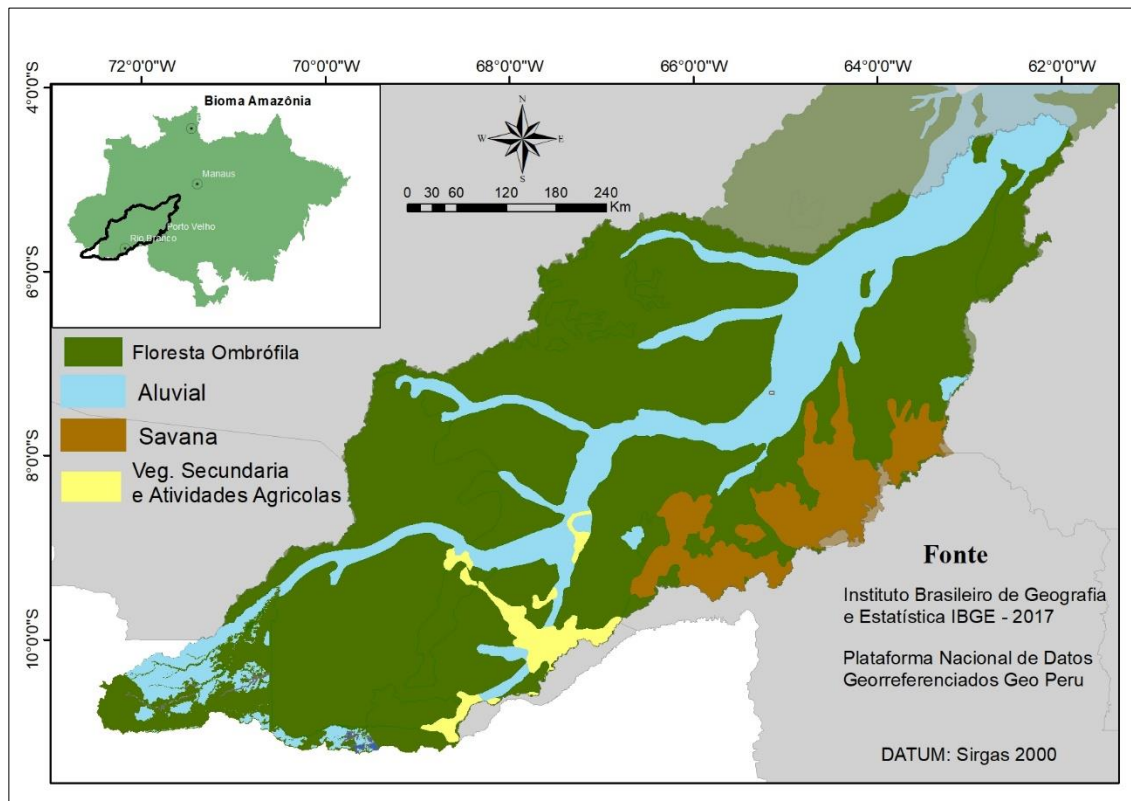 72°0'0"W 70°0'0"W 68°0'0"W 66°0'0"W 64°0'0"W 62°0'0"W
4°0'0"S
6°0'0"S
8°0'0"S
10°0'0"S
Bioma Amazônia
Manaus
Porto Velho
Rio Branco
N
W E
S
0 30 60 120 180 240
Km
Floresta Ombrófila
Aluvial
Savana
Veg. Secundaria
e Atividades Agricolas
Fonte
Instituto Brasileiro de Geografia
e Estatística IBGE - 2017
Plataforma Nacional de Datos
Georreferenciados Geo Peru
DATUM: Sirgas 2000